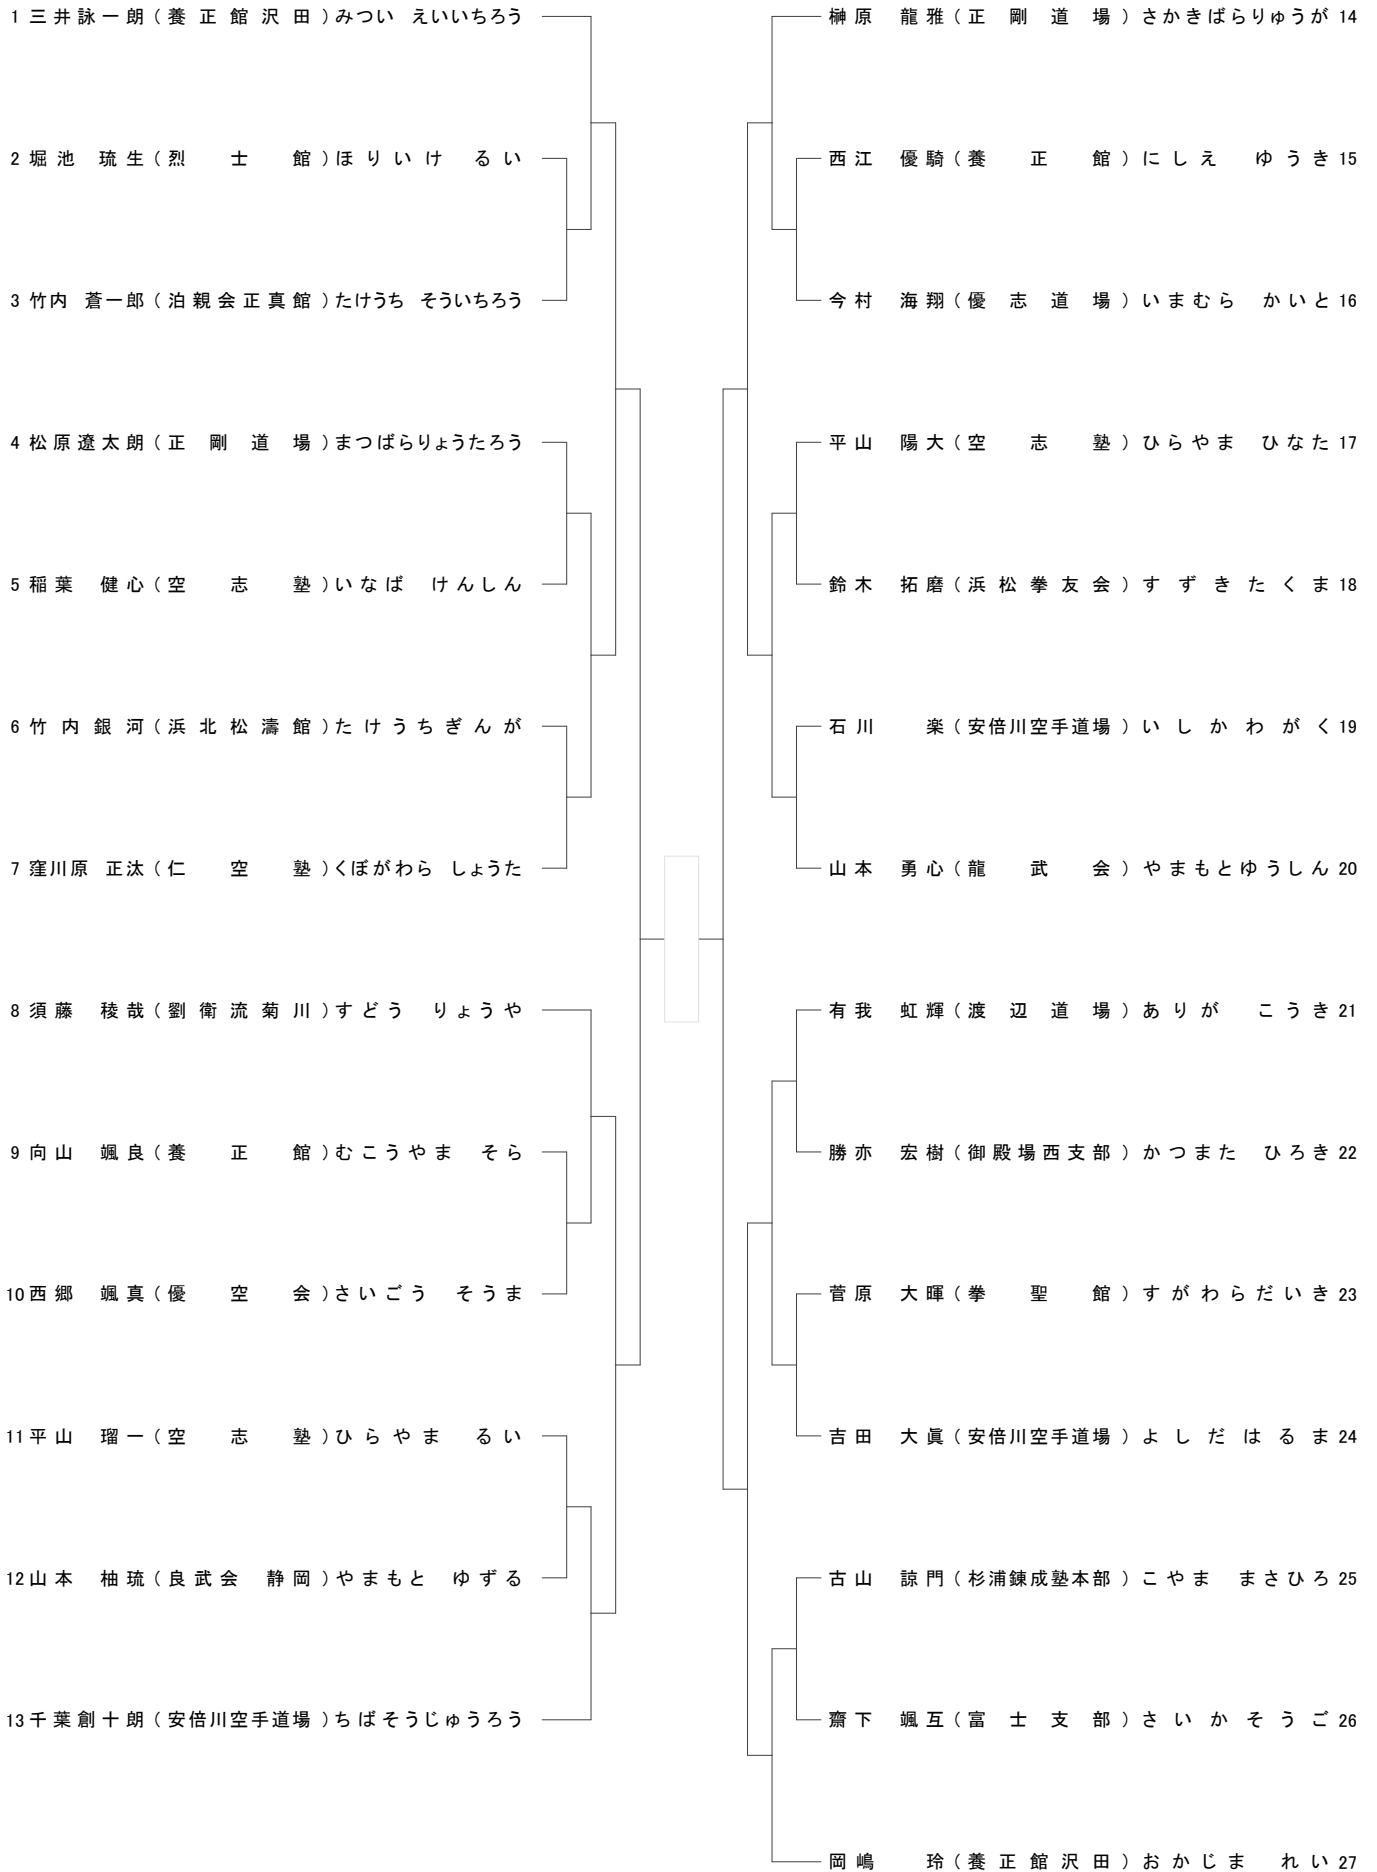 1 三井詠一朗(養正館沢田)みつい えいいちろう
2 堀池 琉生(烈士館)ほりいけ るい
3 竹内 蒼一郎(泊親会正真館)たけうち そういちろう
4 松原遼太朗(正剛道場)まつばらりょうたろう
5 稲葉 健心(空志塾)いなば けんしん
6 竹内銀河(浜北松濤館)たけうちぎんが
7 窪川原 正汰(仁空塾)くぼがわら しょうた
8 須藤 稜哉(劉衛流菊川)すどう りょうや
9 向山 颯良(養正館)むこうやま そら
10 西郷 颯真(優空会)さいごう そうま
11 平山 瑠一(空志塾)ひらやま るい
12 山本 柚琉(良武会 静岡)やまもと ゆずる
13 千葉創十朗(安倍川空手道場)ちばそうじゅうろう
榊原 龍雅(正剛道場)さかきばらりゅうが 14
西江 優騎(養正館)にしえ ゆうき 15
今村 海翔(優志道場)いまむら かいと 16
平山 陽大(空志塾)ひらやま ひなた 17
鈴木 拓磨(浜松拳友会)すずきたくま 18
石川 楽(安倍川空手道場)いしかわがく 19
山本 勇心(龍武会)やまもとゆうしん 20
有我 虹輝(渡辺道場)ありが こうき 21
勝亦 宏樹(御殿場西支部)かつまた ひろき 22
菅原 大暉(拳聖館)すがわらだいき 23
吉田 大眞(安倍川空手道場)よしだはるま 24
古山 諒門(杉浦錬成塾本部)こやま まさひろ 25
齋下 颯互(富士支部)さいかそうご 26
岡嶋 玲(養正館沢田)おかじま れい 27